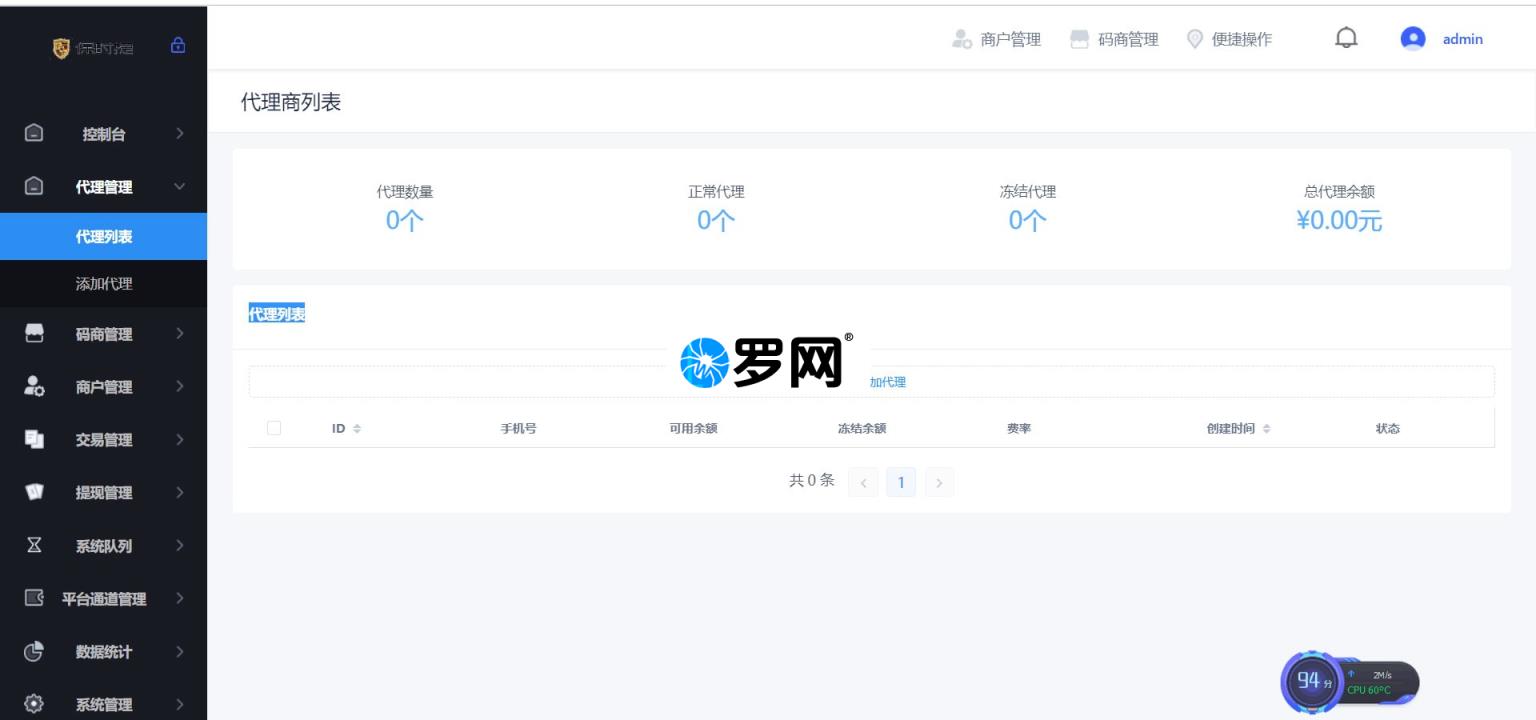 保时捷
商户管理 码商管理 便捷操作 admin
代理商列表
控制台
代理管理
代理列表
添加代理
码商管理
商户管理
交易管理
提现管理
系统队列
平台通道管理
数据统计
系统管理
代理数量 正常代理 冻结代理 总代理余额
0个 0个 0个 ¥0.00元
代理列表
罗网®
加代理
ID 手机号 可用余额 冻结余额 费率 创建时间 状态
共 0 条 < 1 >
94分 2M/s
CPU 60°C